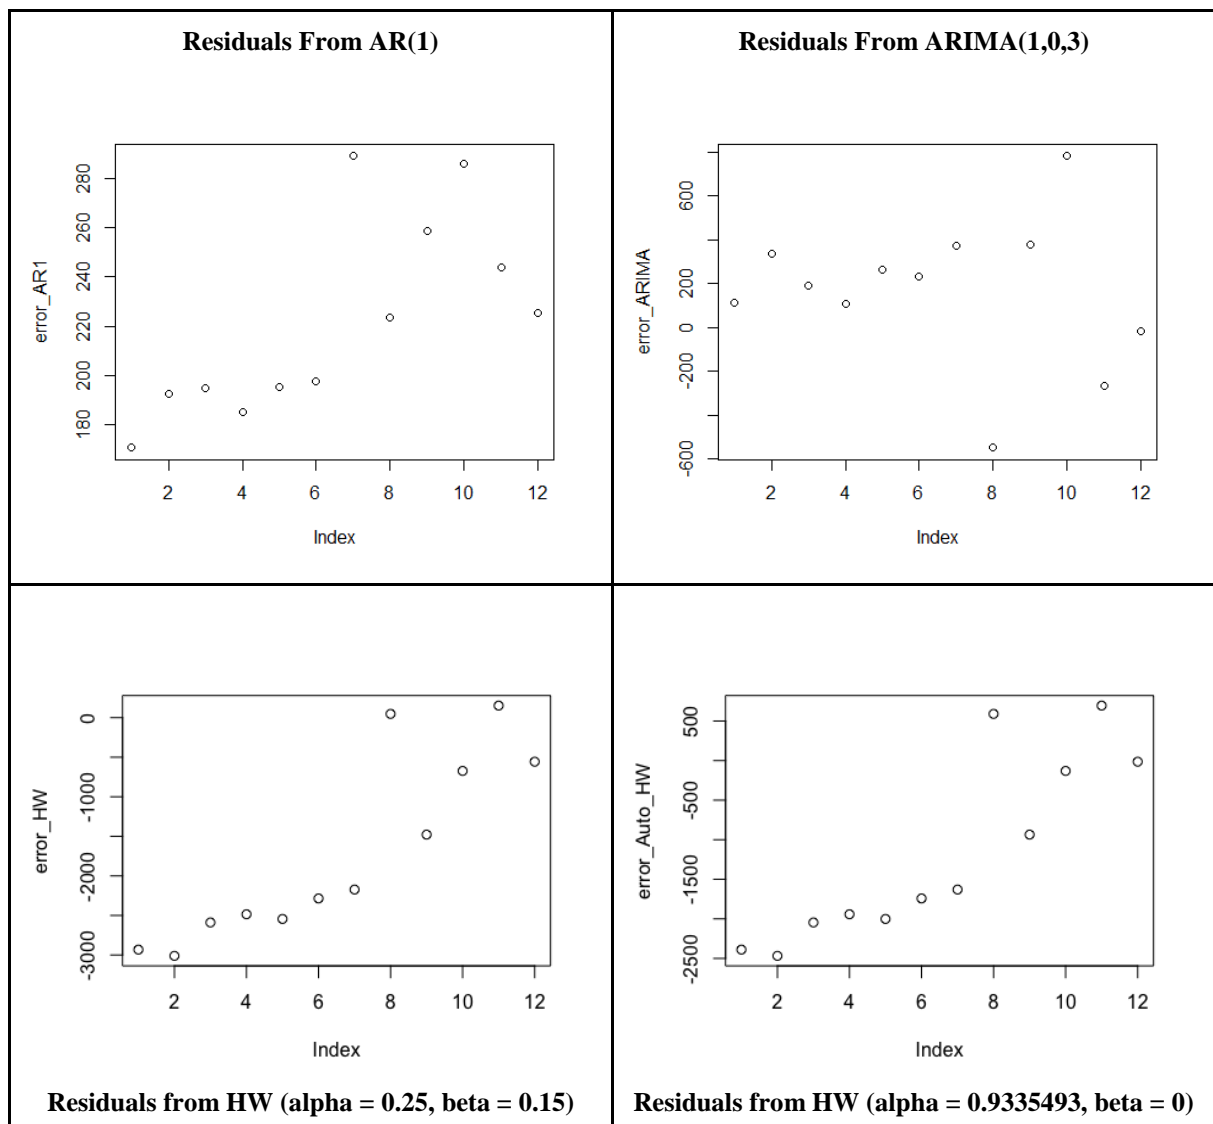 Residuals From AR(1)
Residuals From ARIMA(1,0,3)
error_AR1
280
260
240
220
200
180
2 4 6 8 10 12
Index
error_ARIMA
600
200
0
-200
-600
2 4 6 8 10 12
Index
error_HW
0
-1000
-2000
-3000
2 4 6 8 10 12
Index
Residuals from HW (alpha = 0.25, beta = 0.15)
error_Auto_HW
500
-500
-1500
-2500
2 4 6 8 10 12
Index
Residuals from HW (alpha = 0.9335493, beta = 0)